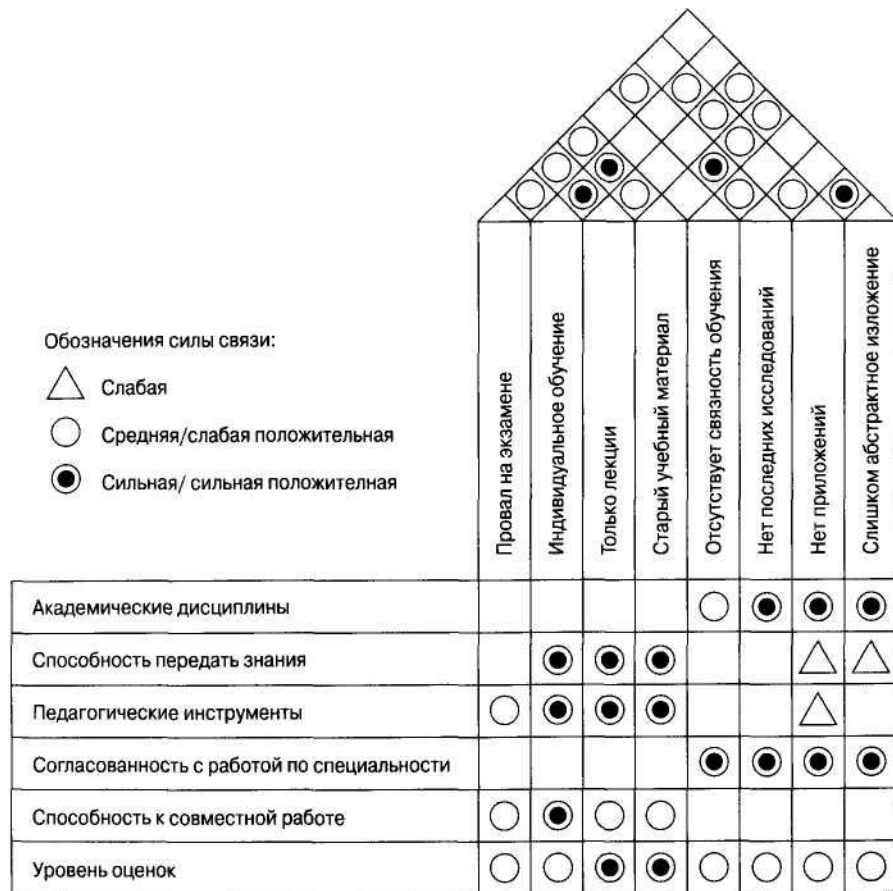 Обозначения силы связи:
Слабая
Средняя/слабая положительная
Сильная/ сильная положителная
Провал на экзамене
Индивидуальное обучение
Только лекции
Старый учебный материал
Отсутствует связность обучения
Нет последних исследований
Нет приложений
Слишком абстрактное изложение
Академические дисциплины
Способность передать знания
Педагогические инструменты
Согласованность с работой по специальности
Способность к совместной работе
Уровень оценок